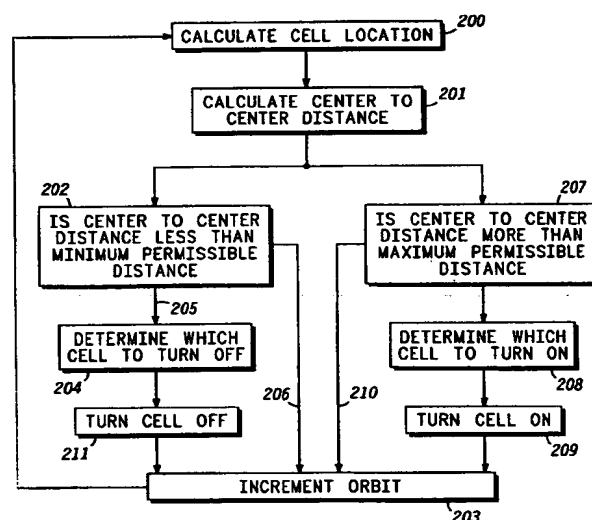 CALCULATE CELL LOCATION
200
CALCULATE CENTER TO
CENTER DISTANCE
201
202
IS CENTER TO CENTER
DISTANCE LESS THAN
MINIMUM PERMISSIBLE
DISTANCE
207
IS CENTER TO CENTER
DISTANCE MORE THAN
MAXIMUM PERMISSIBLE
DISTANCE
205
DETERMINE WHICH
CELL TO TURN OFF
204
206
210
DETERMINE WHICH
CELL TO TURN ON
208
TURN CELL OFF
211
TURN CELL ON
209
INCREMENT ORBIT
203